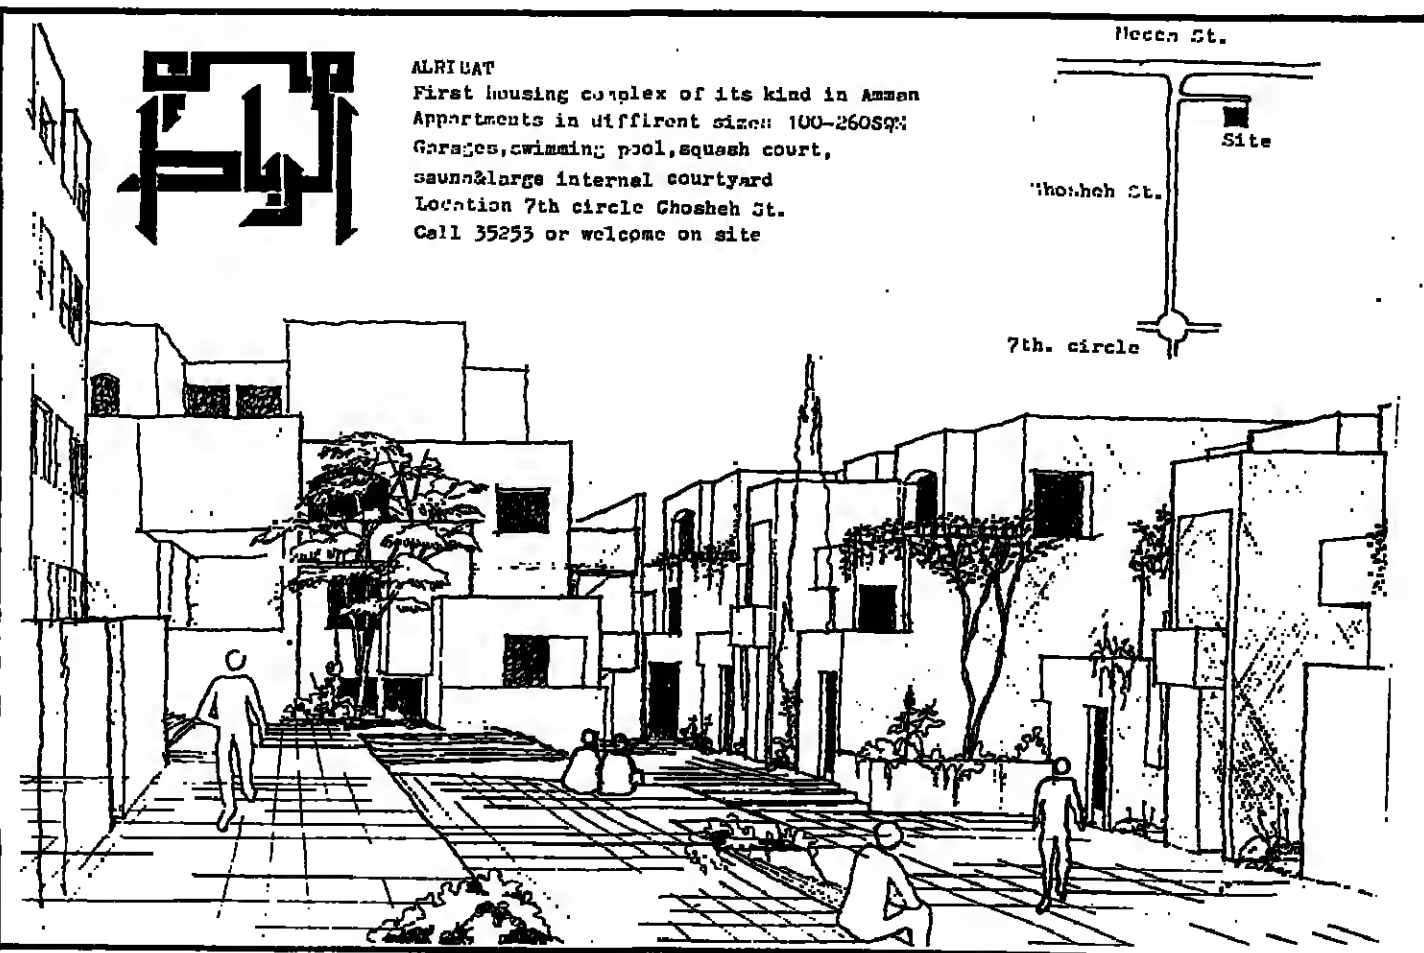 ALRIBAT
First housing complex of its kind in Amman
Appartments in diffirent sizes 100-260SQM
Garages,swimming pool,squash court,
sauna&large internal courtyard
Location 7th circle Ghosheh St.
Call 35253 or welcome on site
Mecca St.
Site
Ghosheh St.
7th. circle